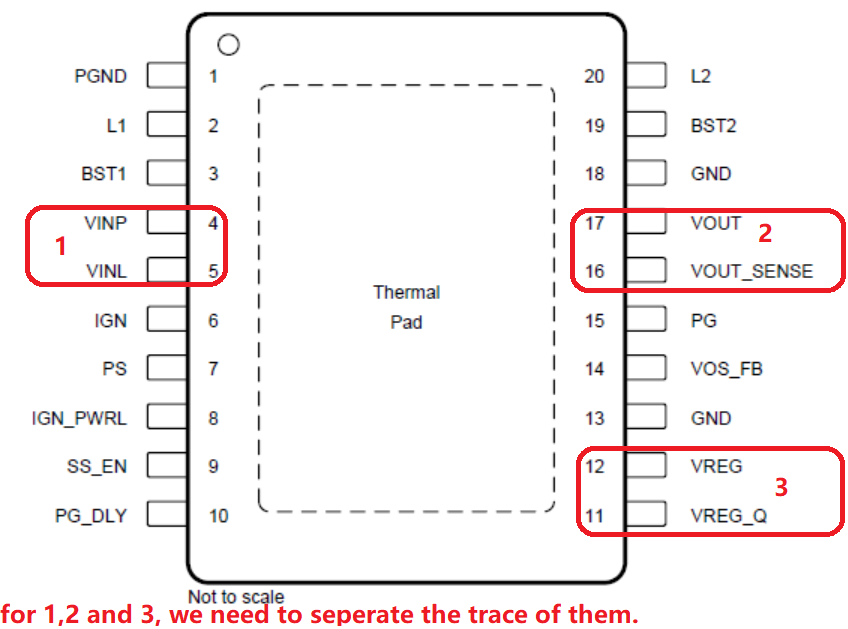 PGND 1 20 L2
L1 2 19 BST2
BST1 3 18 GND
VINP 4 17 VOUT
1 2
VINL 5 16 VOUT_SENSE
Thermal
Pad
IGN 6 15 PG
PS 7 14 VOS_FB
IGN_PWRL 8 13 GND
SS_EN 9 12 VREG
3
PG_DLY 10 11 VREG_Q
Not to scale
for 1,2 and 3, we need to seperate the trace of them.